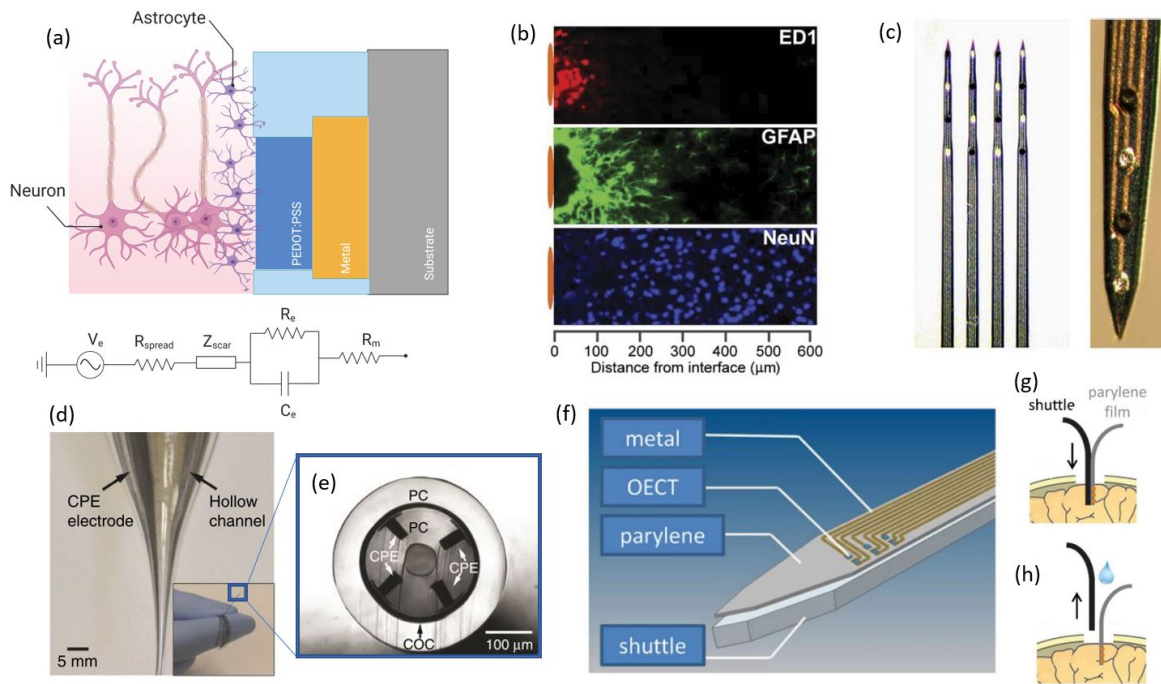 (a)
Astrocyte
Neuron
PEDOT:PSS
Metal
Substrate
Vₑ
R_spread
Z_scar
Rₑ
Cₑ
Rₘ
(b)
ED1
GFAP
NeuN
0 100 200 300 400 500 600
Distance from interface (μm)
(c)
(d)
CPE
electrode
Hollow
channel
5 mm
(e)
PC
PC
CPE
CPE
COC
100 μm
(f)
metal
OECT
parylene
shuttle
(g)
shuttle
parylene
film
(h)